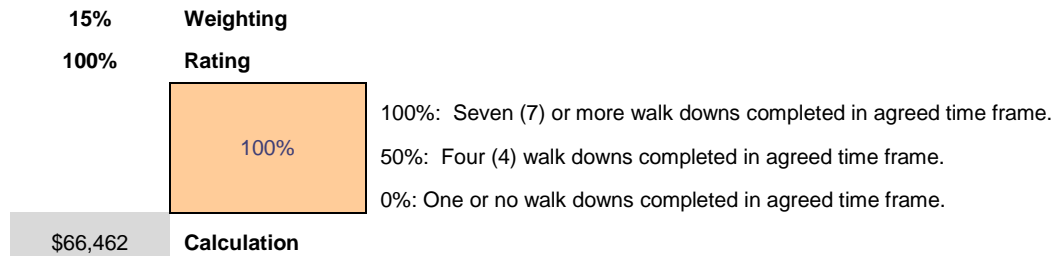 15% Weighting
100% Rating
100%
100%: Seven (7) or more walk downs completed in agreed time frame.
50%: Four (4) walk downs completed in agreed time frame.
0%: One or no walk downs completed in agreed time frame.
$66,462 Calculation